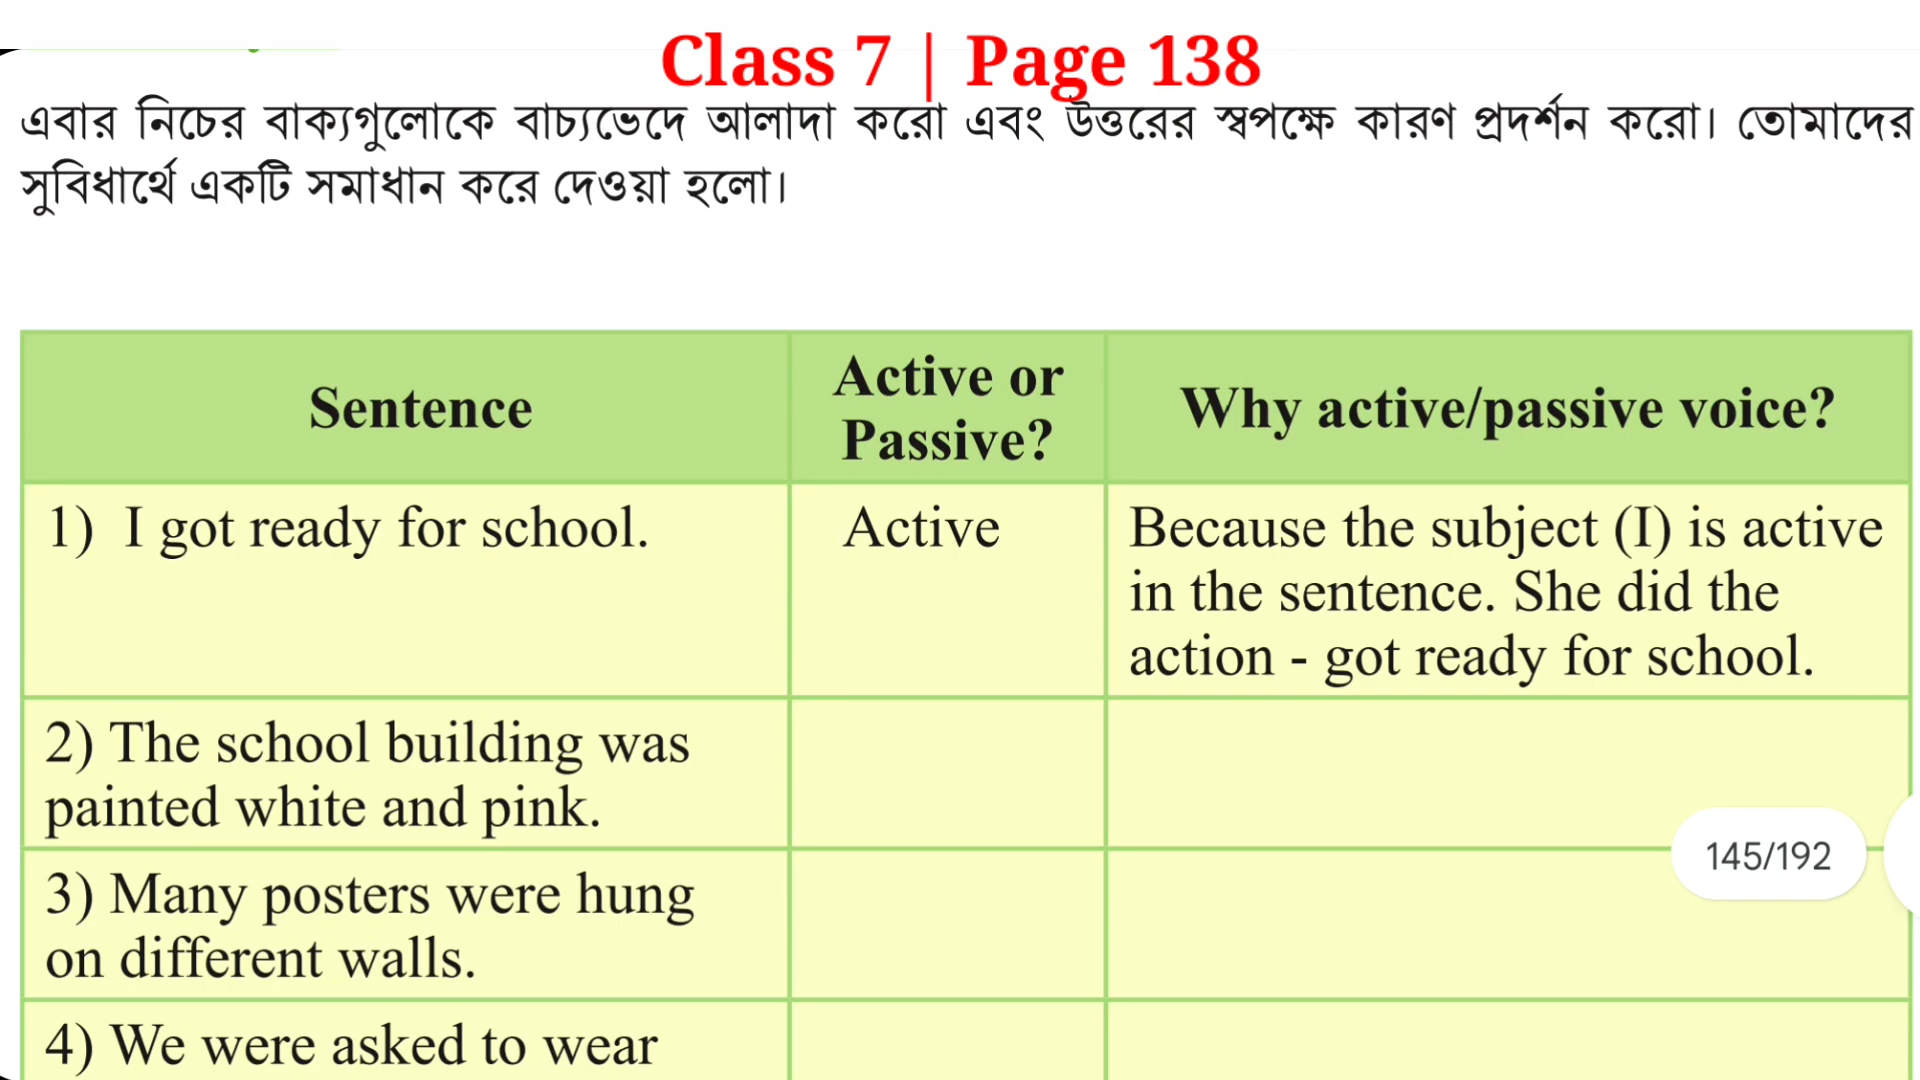 Class 7 | Page 138
এবার নিচের বাক্যগুলোকে বাচ্যভেদে আলাদা করো এবং উত্তরের স্বপক্ষে কারণ প্রদর্শন করো। তোমাদের
সুবিধার্থে একটি সমাধান করে দেওয়া হলো।
Sentence
Active or
Passive?
Why active/passive voice?
1) I got ready for school.
Active
Because the subject (I) is active
in the sentence. She did the
action - got ready for school.
2) The school building was
painted white and pink.
145/192
3) Many posters were hung
on different walls.
4) We were asked to wear